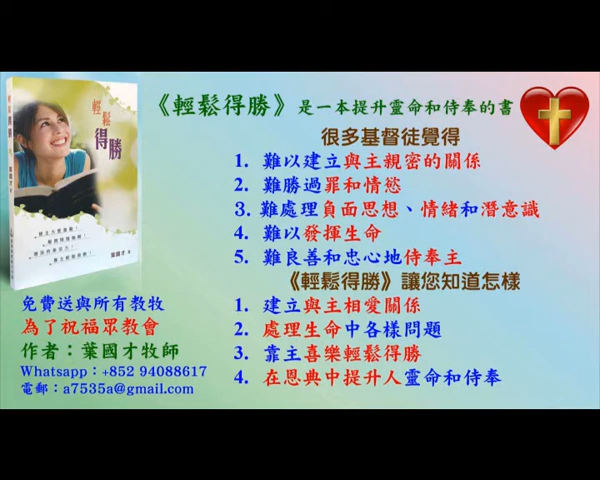 《輕鬆得勝》是一本提升靈命和侍奉的書
很多基督徒覺得
1. 難以建立與主親密的關係
2. 難勝過罪和情慾
3. 難處理負面思想、情緒和潛意識
4. 難以發揮生命
5. 難良善和忠心地侍奉主
《輕鬆得勝》讓您知道怎樣
1. 建立與主相愛關係
2. 處理生命中各樣問題
3. 靠主喜樂輕鬆得勝
4. 在恩典中提升人靈命和侍奉
輕鬆
得勝
葉國才 著
免費送與所有教牧
為了祝福眾教會
作者：葉國才牧師
Whatsapp：+852 94088617
電郵：a7535a@gmail.com